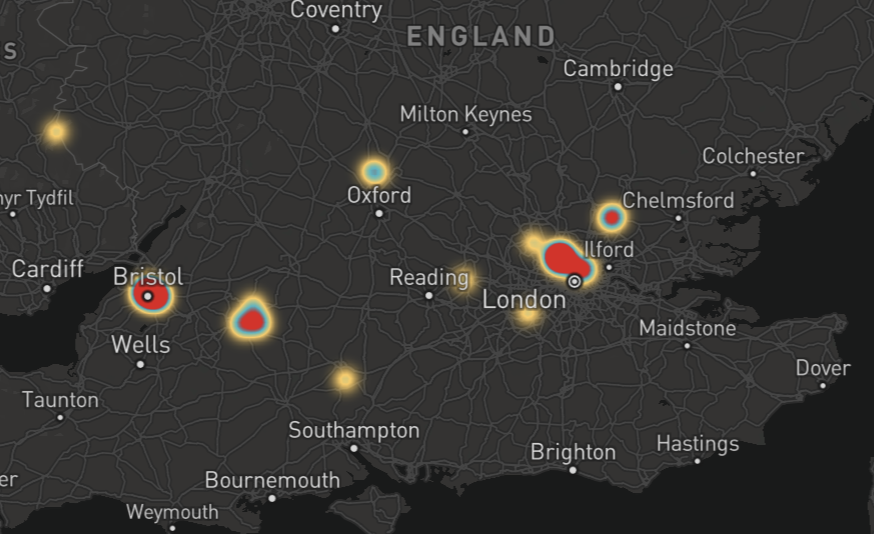 Coventry
ENGLAND
S
Cambridge
Milton Keynes
Colchester
Oxford
yr Tydfil
Chelmsford
Ilford
Cardiff
Bristol
Reading
London
Maidstone
Wells
Dover
Taunton
Southampton
Hastings
Brighton
er
Bournemouth
Weymouth